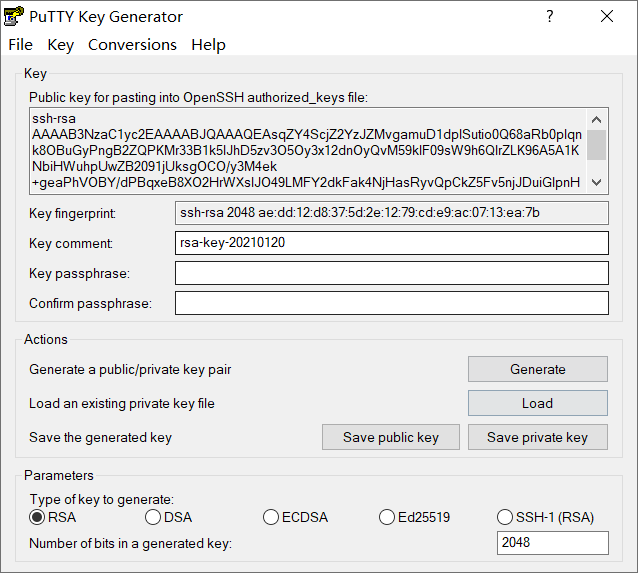 PuTTY Key Generator
File Key Conversions Help
Key
Public key for pasting into OpenSSH authorized_keys file:
ssh-rsa
AAAAB3NzaC1yc2EAAAABJQAAAQEAsqZY4ScjZ2YzJZMvgamuD1dplSutio0Q68aRb0plqn
k8OBuGyPngB2ZQPKMr33B1k5lJhD5zv3O5Oy3x12dnOyQvM59klF09sW9h6QlrZLK96A5A1K
NbiHWuhpUwZB2091jUksgOCO/y3M4ek
+geaPhVOBY/dPBqxeB8XO2HrWXslJO49LMFY2dkFak4NjHasRyvQpCkZ5Fv5njJDuiGlpnH
Key fingerprint: ssh-rsa 2048 ae:dd:12:d8:37:5d:2e:12:79:cd:e9:ac:07:13:ea:7b
Key comment: rsa-key-20210120
Key passphrase:
Confirm passphrase:
Actions
Generate a public/private key pair Generate
Load an existing private key file Load
Save the generated key Save public key Save private key
Parameters
Type of key to generate:
RSA DSA ECDSA Ed25519 SSH-1 (RSA)
Number of bits in a generated key: 2048